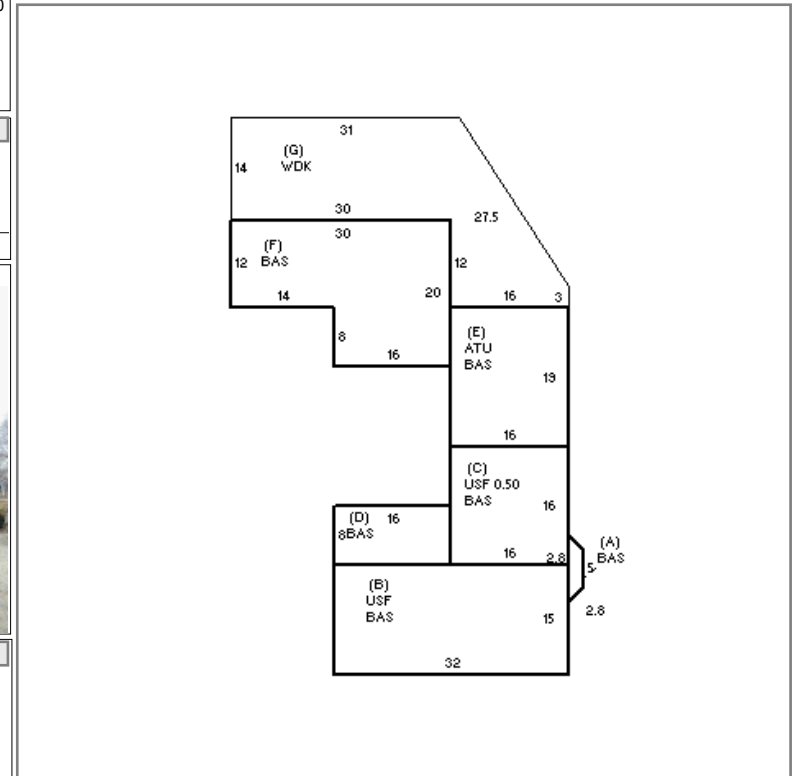 31
(G)
14 WDK
30
27.5
30
(F)
12 BAS
12
14
20
16 3
8
(E)
ATU
BAS
16
19
16
(C)
USF 0.50
BAS
16
(D) 16
8BAS
16 2.8
(A)
BAS
5
(B)
USF
BAS
2.8
15
32